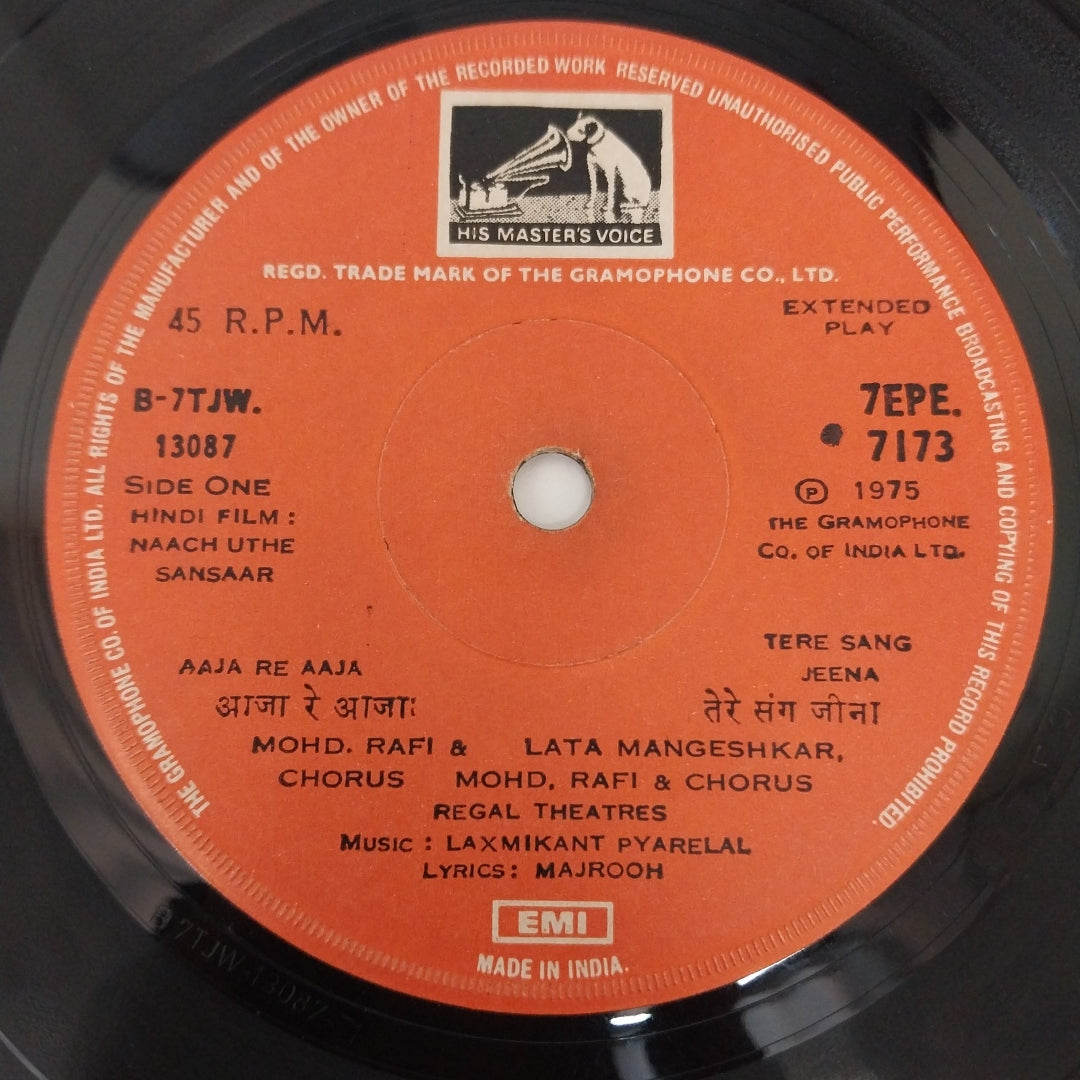 THE GRAMOPHONE CO. OF INDIA LTD. ALL RIGHTS OF THE MANUFACTURER AND OF THE OWNER OF THE RECORDED WORK RESERVED UNAUTHORISED PUBLIC PERFORMANCE BROADCASTING AND COPYING OF THIS RECORD PROHIBITED.
HIS MASTER'S VOICE
REGD. TRADE MARK OF THE GRAMOPHONE CO., LTD.
45 R.P.M.
EXTENDED
PLAY
B-7TJW.
13087
SIDE ONE
HINDI FILM :
NAACH UTHE
SANSAAR
7EPE.
7173
Ⓟ 1975
THE GRAMOPHONE
CO. OF INDIA LTD.
AAJA RE AAJA
आजा रे आजा:
TERE SANG
JEENA
तेरे संग जीना
MOHD. RAFI & LATA MANGESHKAR,
CHORUS MOHD, RAFI & CHORUS
REGAL THEATRES
MUSIC : LAXMIKANT PYARELAL
LYRICS: MAJROOH
EMI
MADE IN INDIA.
7TJW 13087